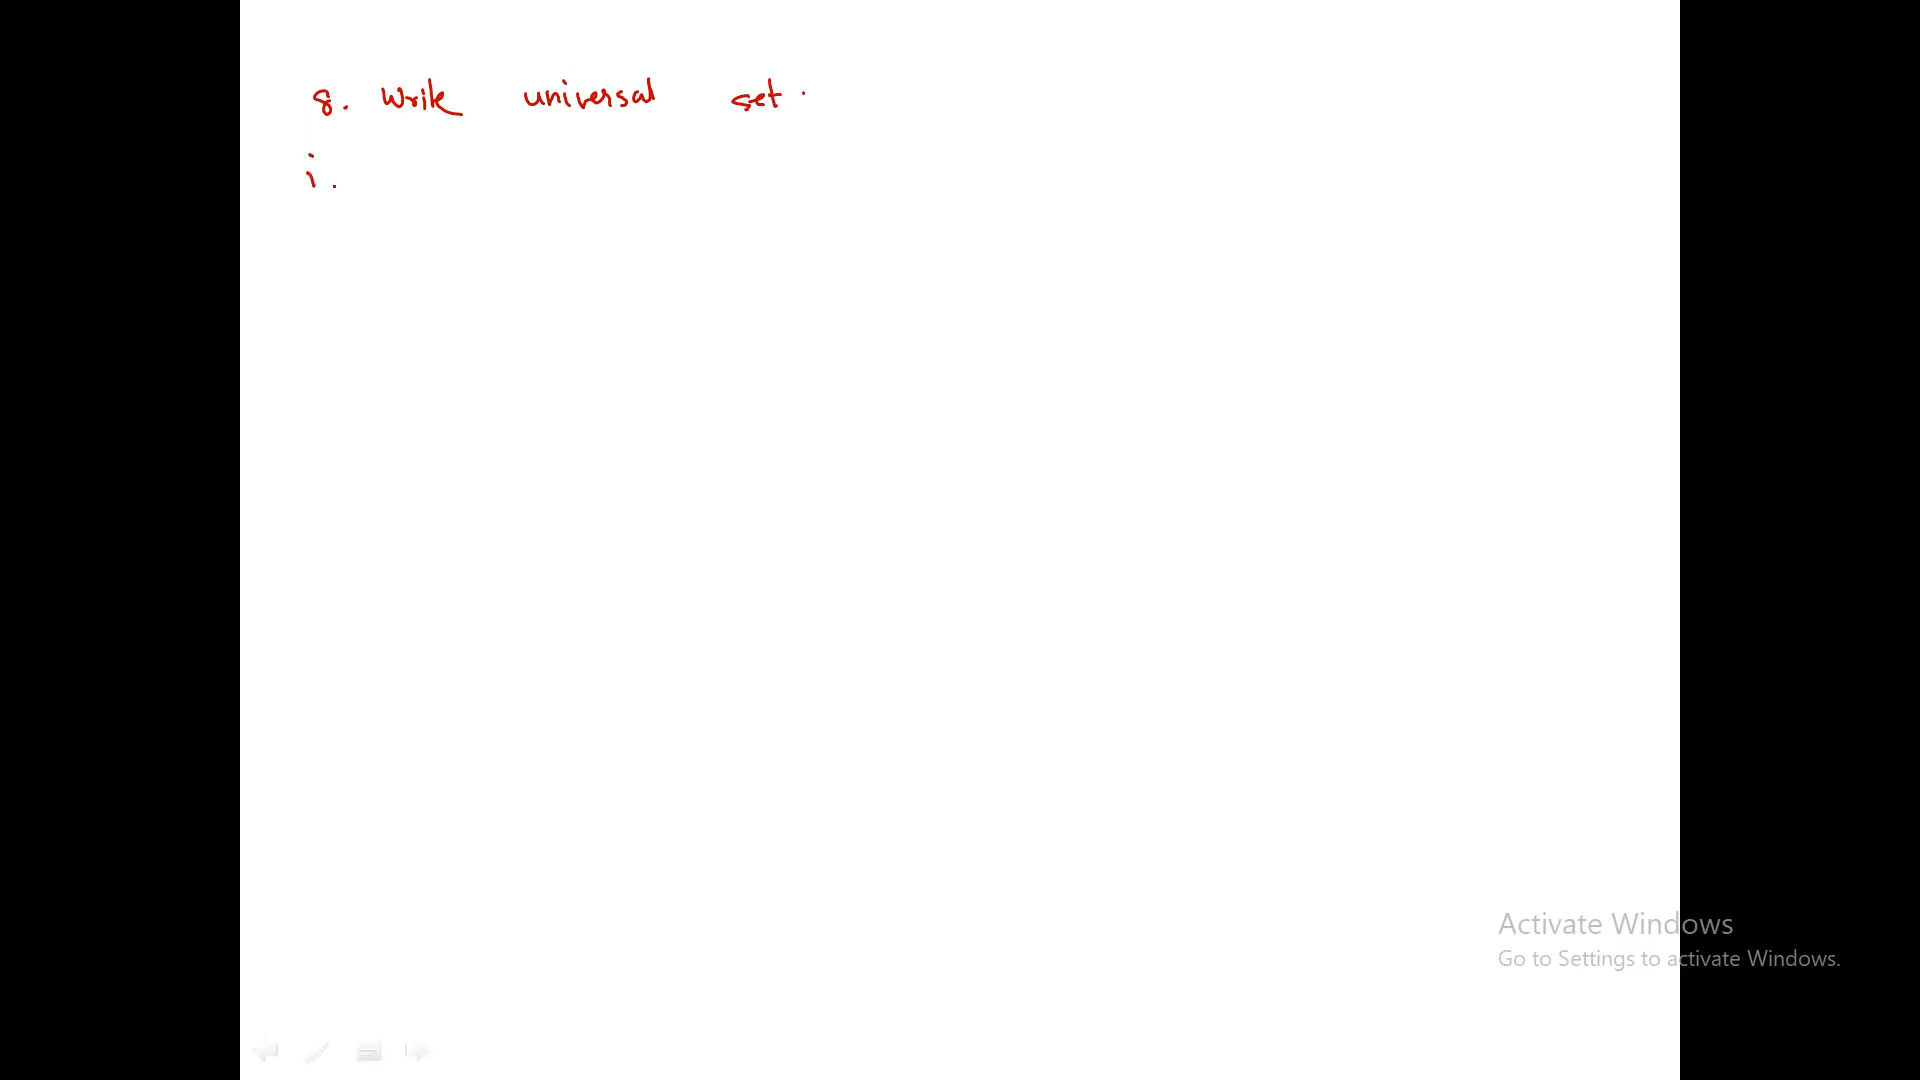 8. Write universal set.
i.
Activate Windows
Go to Settings to activate Windows.